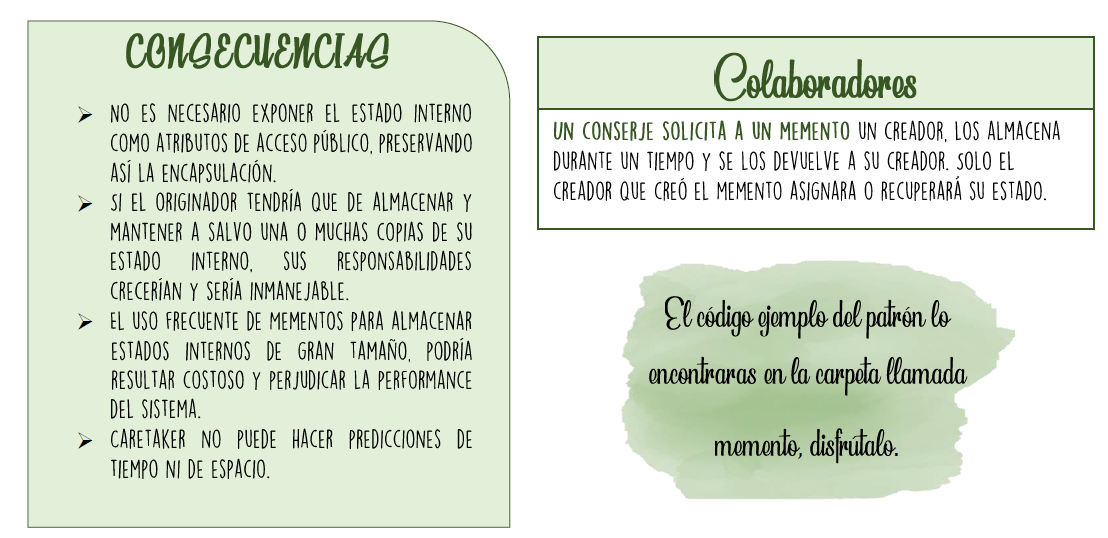 CONSECUENCIAS
➢ NO ES NECESARIO EXPONER EL ESTADO INTERNO
COMO ATRIBUTOS DE ACCESO PÚBLICO, PRESERVANDO
ASÍ LA ENCAPSULACIÓN.
➢ SI EL ORIGINADOR TENDRÍA QUE DE ALMACENAR Y
MANTENER A SALVO UNA O MUCHAS COPIAS DE SU
ESTADO INTERNO, SUS RESPONSABILIDADES
CRECERÍAN Y SERÍA INMANEJABLE.
➢ EL USO FRECUENTE DE MEMENTOS PARA ALMACENAR
ESTADOS INTERNOS DE GRAN TAMAÑO, PODRÍA
RESULTAR COSTOSO Y PERJUDICAR LA PERFORMANCE
DEL SISTEMA.
➢ CARETAKER NO PUEDE HACER PREDICCIONES DE
TIEMPO NI DE ESPACIO.
Colaboradores
UN CONSERJE SOLICITA A UN MEMENTO UN CREADOR, LOS ALMACENA
DURANTE UN TIEMPO Y SE LOS DEVUELVE A SU CREADOR. SOLO EL
CREADOR QUE CREÓ EL MEMENTO ASIGNARA O RECUPERARÁ SU ESTADO.
El código ejemplo del patrón lo
encontraras en la carpeta llamada
memento, disfrútalo.